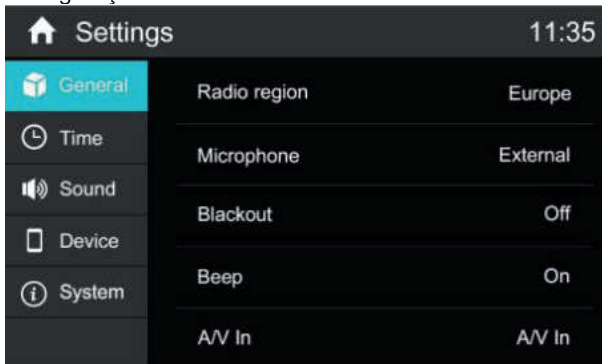 Settings 11:35
General
Time
Sound
Device
System
Radio region Europe
Microphone External
Blackout Off
Beep On
A/V In A/V In